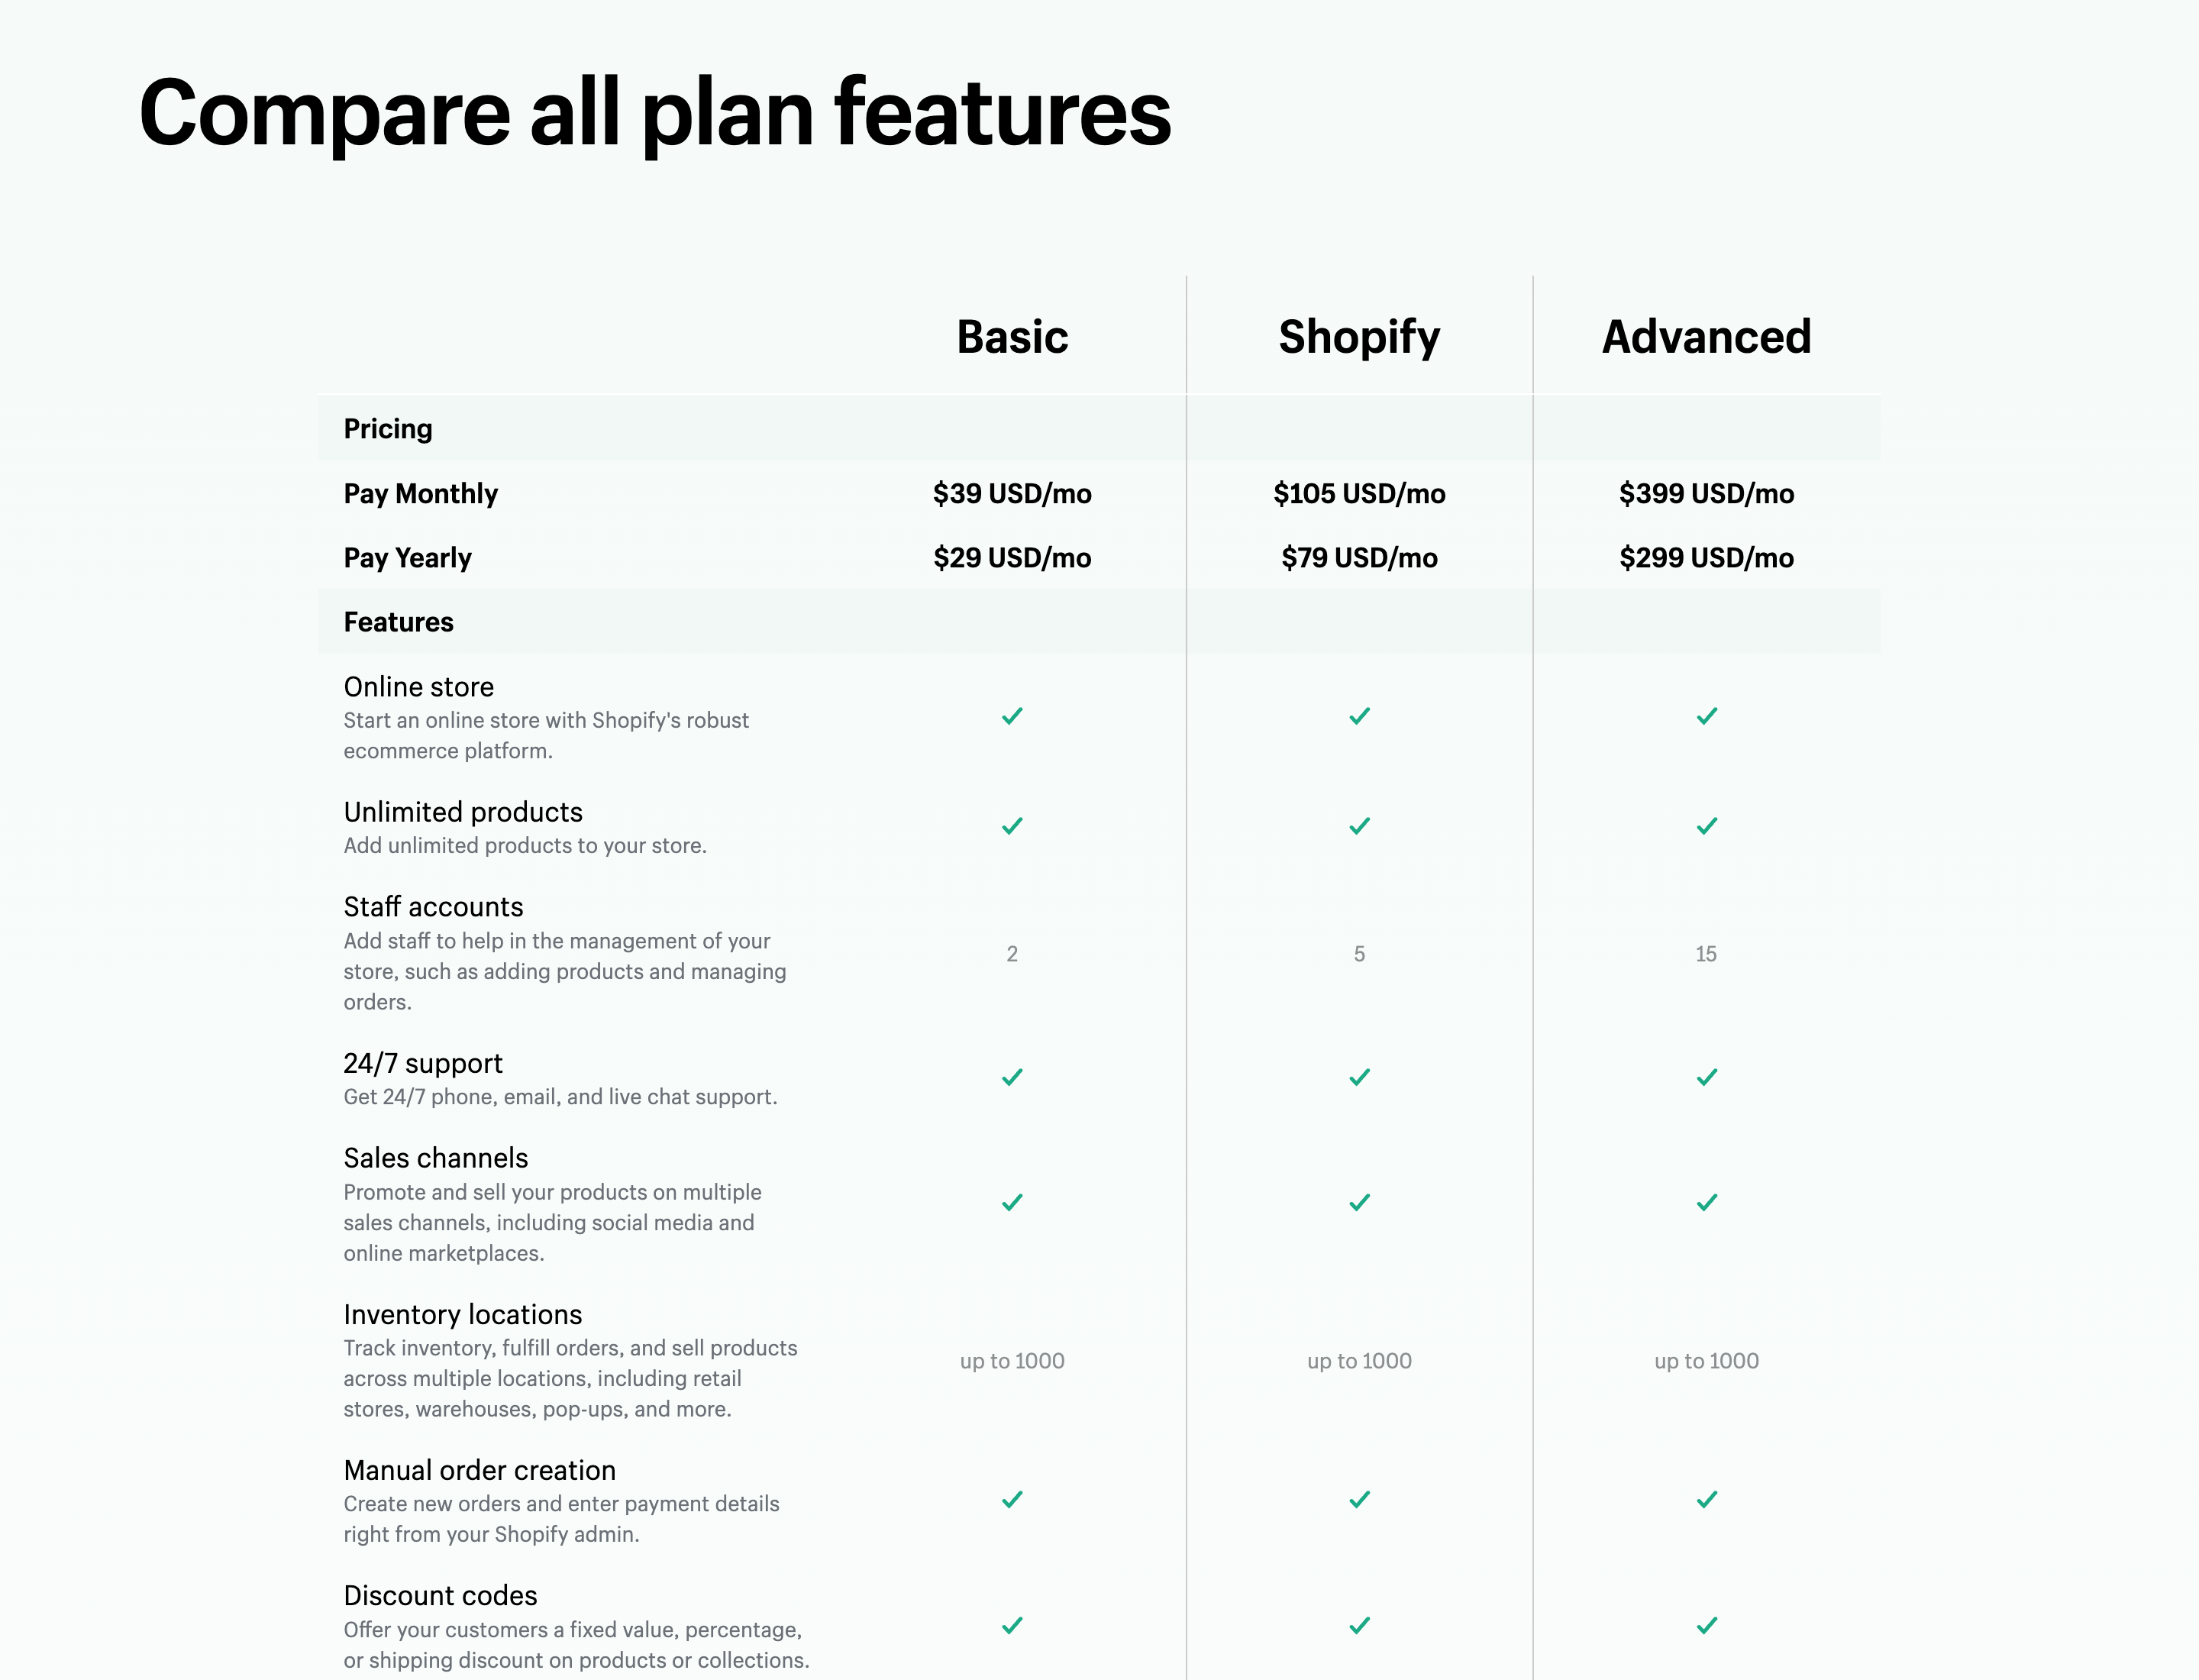 Compare all plan features
Basic Shopify Advanced
Pricing
Pay Monthly $39 USD/mo $105 USD/mo $399 USD/mo
Pay Yearly $29 USD/mo $79 USD/mo $299 USD/mo
Features
Online store
Start an online store with Shopify's robust
ecommerce platform.
Unlimited products
Add unlimited products to your store.
Staff accounts
Add staff to help in the management of your
store, such as adding products and managing
orders.
2 5 15
24/7 support
Get 24/7 phone, email, and live chat support.
Sales channels
Promote and sell your products on multiple
sales channels, including social media and
online marketplaces.
Inventory locations
Track inventory, fulfill orders, and sell products
across multiple locations, including retail
stores, warehouses, pop-ups, and more.
up to 1000 up to 1000 up to 1000
Manual order creation
Create new orders and enter payment details
right from your Shopify admin.
Discount codes
Offer your customers a fixed value, percentage,
or shipping discount on products or collections.